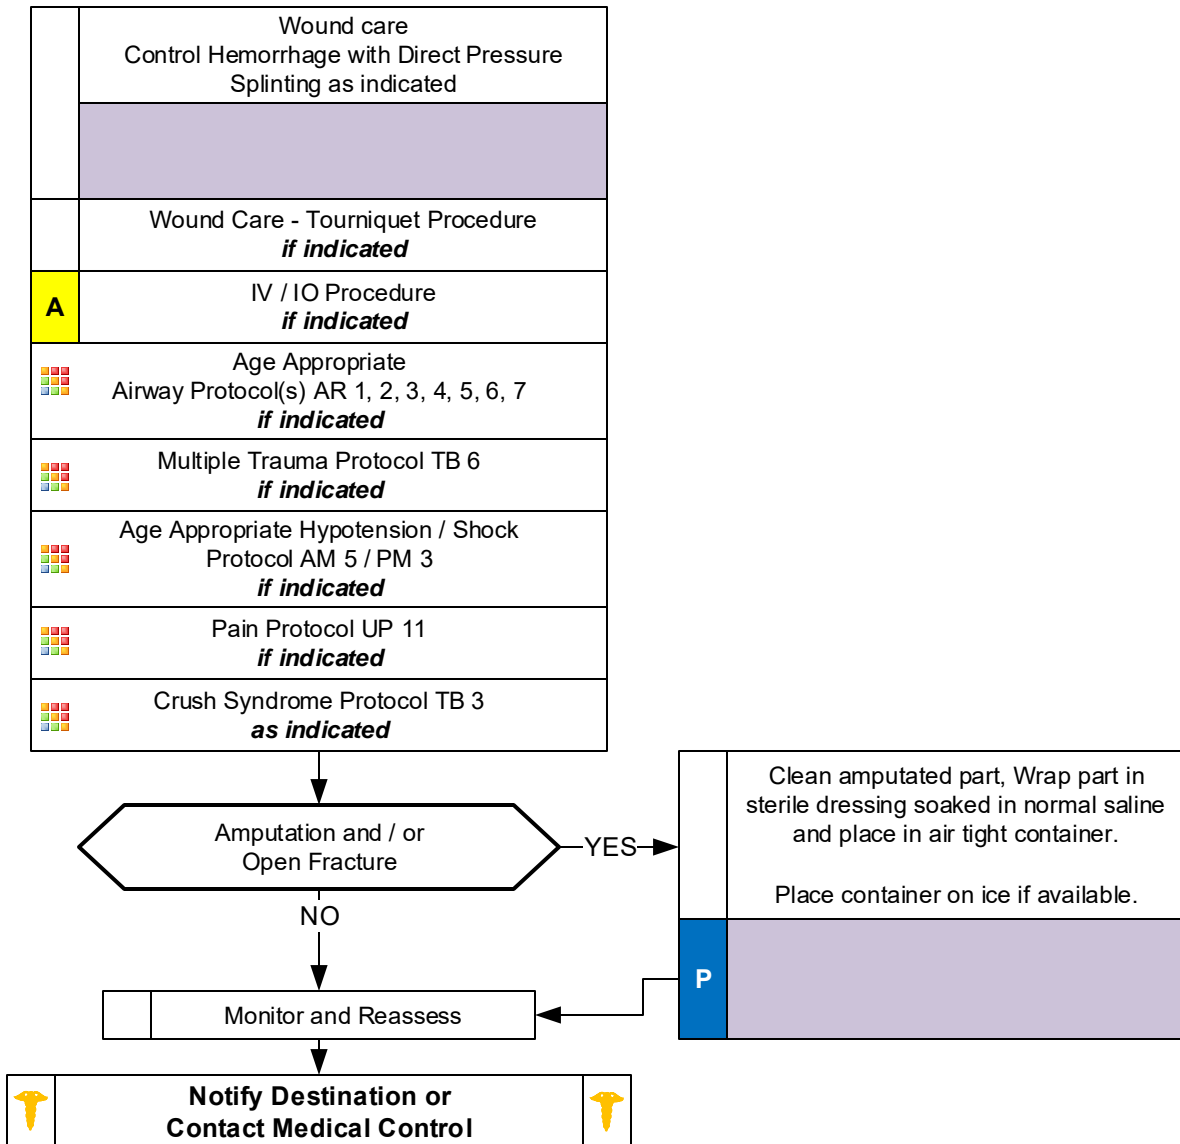 Wound care
Control Hemorrhage with Direct Pressure
Splinting as indicated
Wound Care - Tourniquet Procedure
if indicated
A
IV / IO Procedure
if indicated
Age Appropriate
Airway Protocol(s) AR 1, 2, 3, 4, 5, 6, 7
if indicated
Multiple Trauma Protocol TB 6
if indicated
Age Appropriate Hypotension / Shock
Protocol AM 5 / PM 3
if indicated
Pain Protocol UP 11
if indicated
Crush Syndrome Protocol TB 3
as indicated
Amputation and / or
Open Fracture
YES
Clean amputated part, Wrap part in
sterile dressing soaked in normal saline
and place in air tight container.
Place container on ice if available.
P
NO
Monitor and Reassess
Notify Destination or
Contact Medical Control